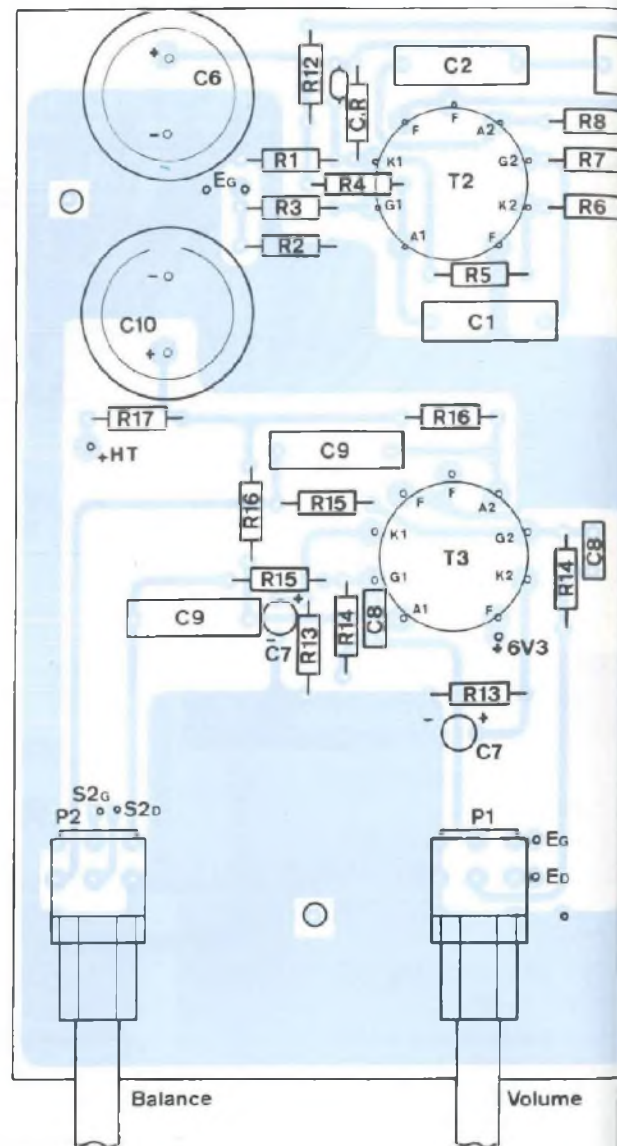 + C6
-
R12
C.R
C2
F
F
A2
R8
K1
T2
G2
R7
R1
R4
EG
R3
G1
K2
R6
R2
A1
F
R5
-
C10
+
C1
R17
R16
+HT
C9
R16
R15
F
F
A2
K1
G2
T3
R15
G1
K2
R14
C8
C9
- C7 +
R13
R14
C8
A1
F
+ 6V3
R13
- +
C7
S2G
P2
S2D
P1
EG
ED
Balance
Volume